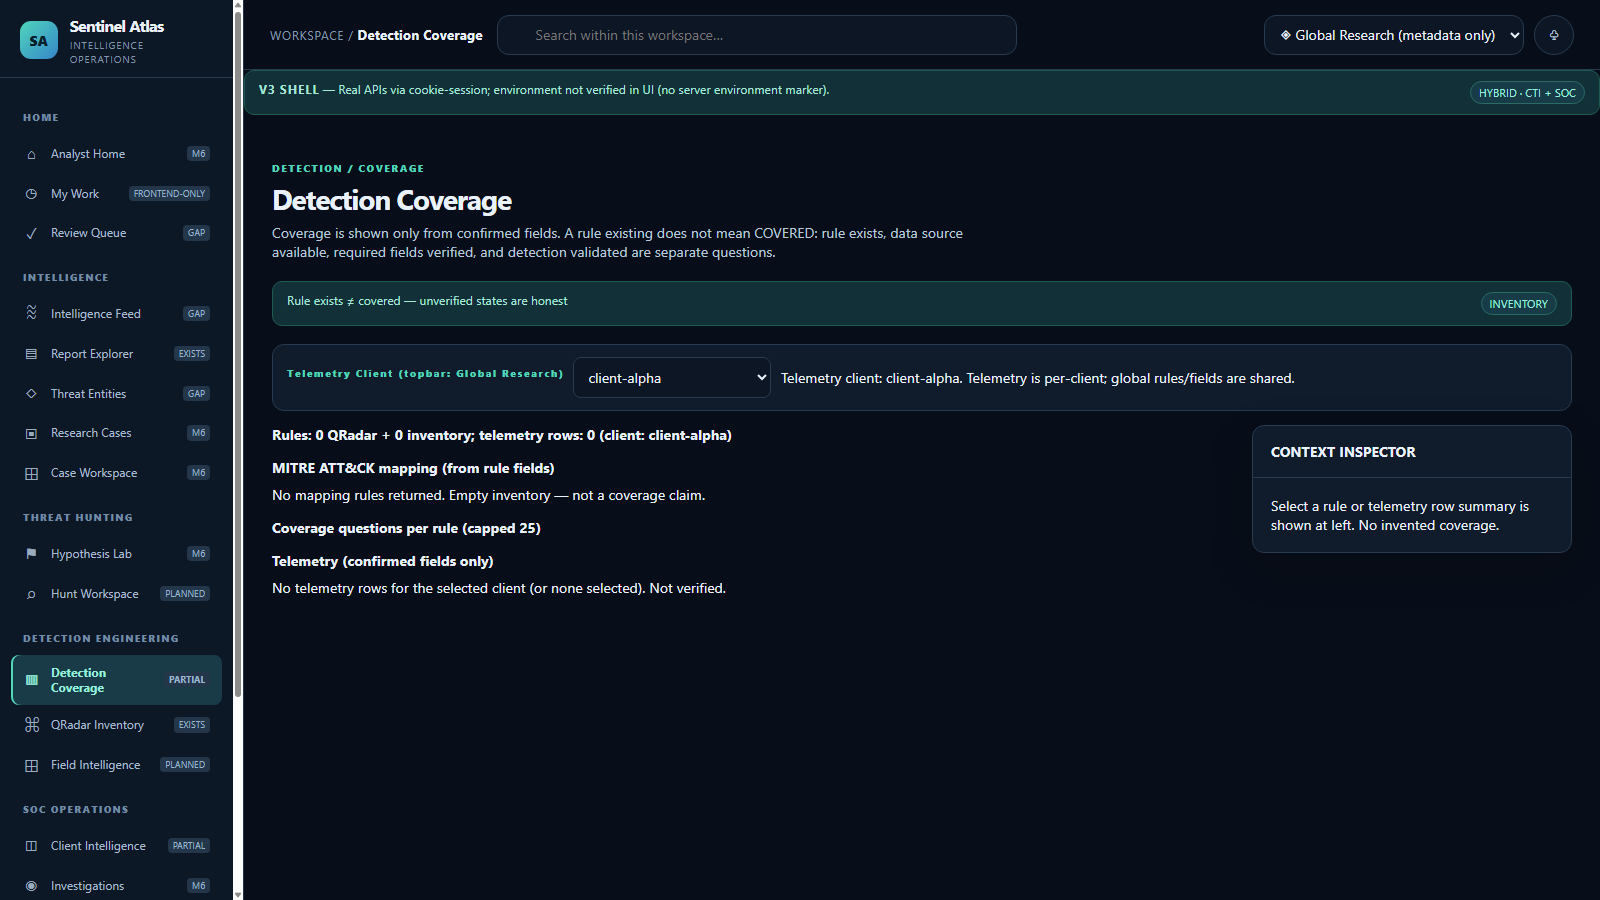 SA
Sentinel Atlas
INTELLIGENCE
OPERATIONS
HOME
Analyst Home M6
My Work FRONTEND-ONLY
Review Queue GAP
INTELLIGENCE
Intelligence Feed GAP
Report Explorer EXISTS
Threat Entities GAP
Research Cases M6
Case Workspace M6
THREAT HUNTING
Hypothesis Lab M6
Hunt Workspace PLANNED
DETECTION ENGINEERING
Detection
Coverage PARTIAL
QRadar Inventory EXISTS
Field Intelligence PLANNED
SOC OPERATIONS
Client Intelligence PARTIAL
Investigations M6
WORKSPACE / Detection Coverage
Search within this workspace...
◈ Global Research (metadata only)
V3 SHELL — Real APIs via cookie-session; environment not verified in UI (no server environment marker).
HYBRID · CTI + SOC
DETECTION / COVERAGE
Detection Coverage
Coverage is shown only from confirmed fields. A rule existing does not mean COVERED: rule exists, data source
available, required fields verified, and detection validated are separate questions.
Rule exists ≠ covered — unverified states are honest
INVENTORY
Telemetry Client (topbar: Global Research)
client-alpha
Telemetry client: client-alpha. Telemetry is per-client; global rules/fields are shared.
Rules: 0 QRadar + 0 inventory; telemetry rows: 0 (client: client-alpha)
MITRE ATT&CK mapping (from rule fields)
No mapping rules returned. Empty inventory — not a coverage claim.
Coverage questions per rule (capped 25)
Telemetry (confirmed fields only)
No telemetry rows for the selected client (or none selected). Not verified.
CONTEXT INSPECTOR
Select a rule or telemetry row summary is
shown at left. No invented coverage.